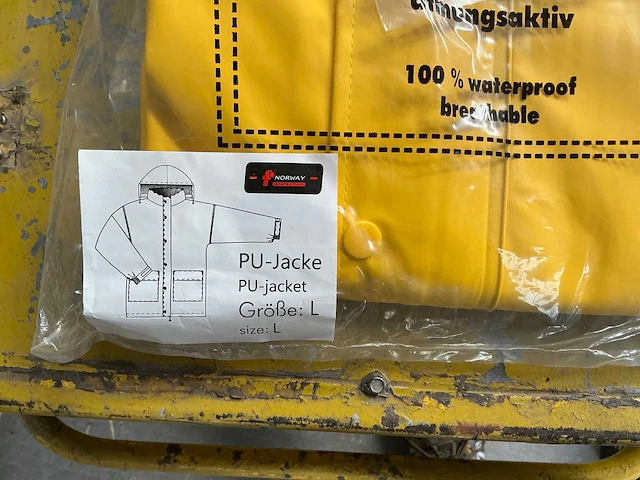 atmungsaktiv
100 % waterproof
breathable
NORWAY
PU-Jacke
PU-jacket
Größe: L
size: L